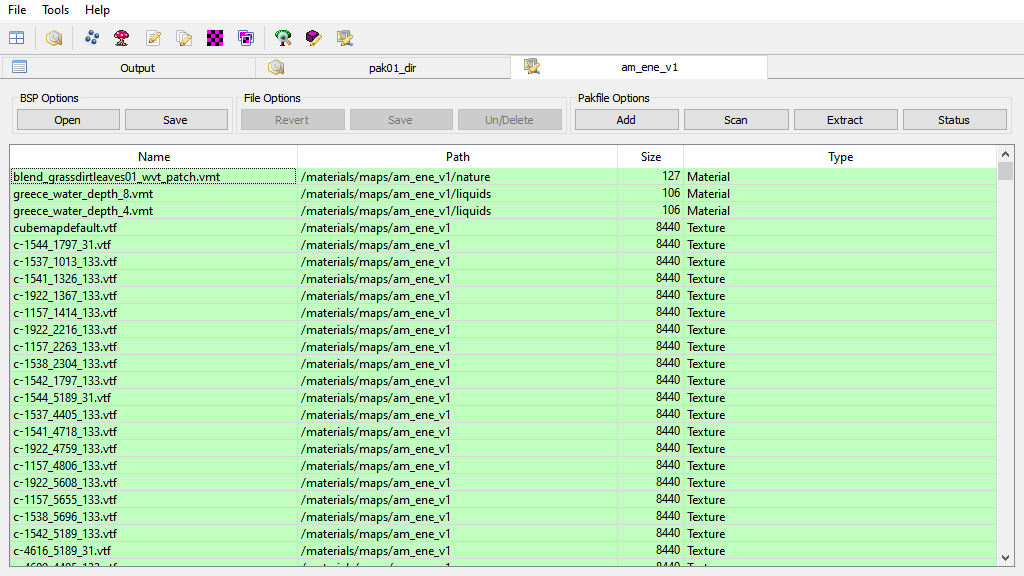 File Tools Help
Output pak01_dir am_ene_v1
BSP Options File Options Pakfile Options
Open Save Revert Save Un/Delete Add Scan Extract Status
Name Path Size Type
blend_grassdirtleaves01_wvt_patch.vmt /materials/maps/am_ene_v1/nature 127 Material
greece_water_depth_8.vmt /materials/maps/am_ene_v1/liquids 106 Material
greece_water_depth_4.vmt /materials/maps/am_ene_v1/liquids 106 Material
cubemapdefault.vtf /materials/maps/am_ene_v1 8440 Texture
c-1544_1797_31.vtf /materials/maps/am_ene_v1 8440 Texture
c-1537_1013_133.vtf /materials/maps/am_ene_v1 8440 Texture
c-1541_1326_133.vtf /materials/maps/am_ene_v1 8440 Texture
c-1922_1367_133.vtf /materials/maps/am_ene_v1 8440 Texture
c-1157_1414_133.vtf /materials/maps/am_ene_v1 8440 Texture
c-1922_2216_133.vtf /materials/maps/am_ene_v1 8440 Texture
c-1157_2263_133.vtf /materials/maps/am_ene_v1 8440 Texture
c-1538_2304_133.vtf /materials/maps/am_ene_v1 8440 Texture
c-1542_1797_133.vtf /materials/maps/am_ene_v1 8440 Texture
c-1544_5189_31.vtf /materials/maps/am_ene_v1 8440 Texture
c-1537_4405_133.vtf /materials/maps/am_ene_v1 8440 Texture
c-1541_4718_133.vtf /materials/maps/am_ene_v1 8440 Texture
c-1922_4759_133.vtf /materials/maps/am_ene_v1 8440 Texture
c-1157_4806_133.vtf /materials/maps/am_ene_v1 8440 Texture
c-1922_5608_133.vtf /materials/maps/am_ene_v1 8440 Texture
c-1157_5655_133.vtf /materials/maps/am_ene_v1 8440 Texture
c-1538_5696_133.vtf /materials/maps/am_ene_v1 8440 Texture
c-1542_5189_133.vtf /materials/maps/am_ene_v1 8440 Texture
c-4616_5189_31.vtf /materials/maps/am_ene_v1 8440 Texture